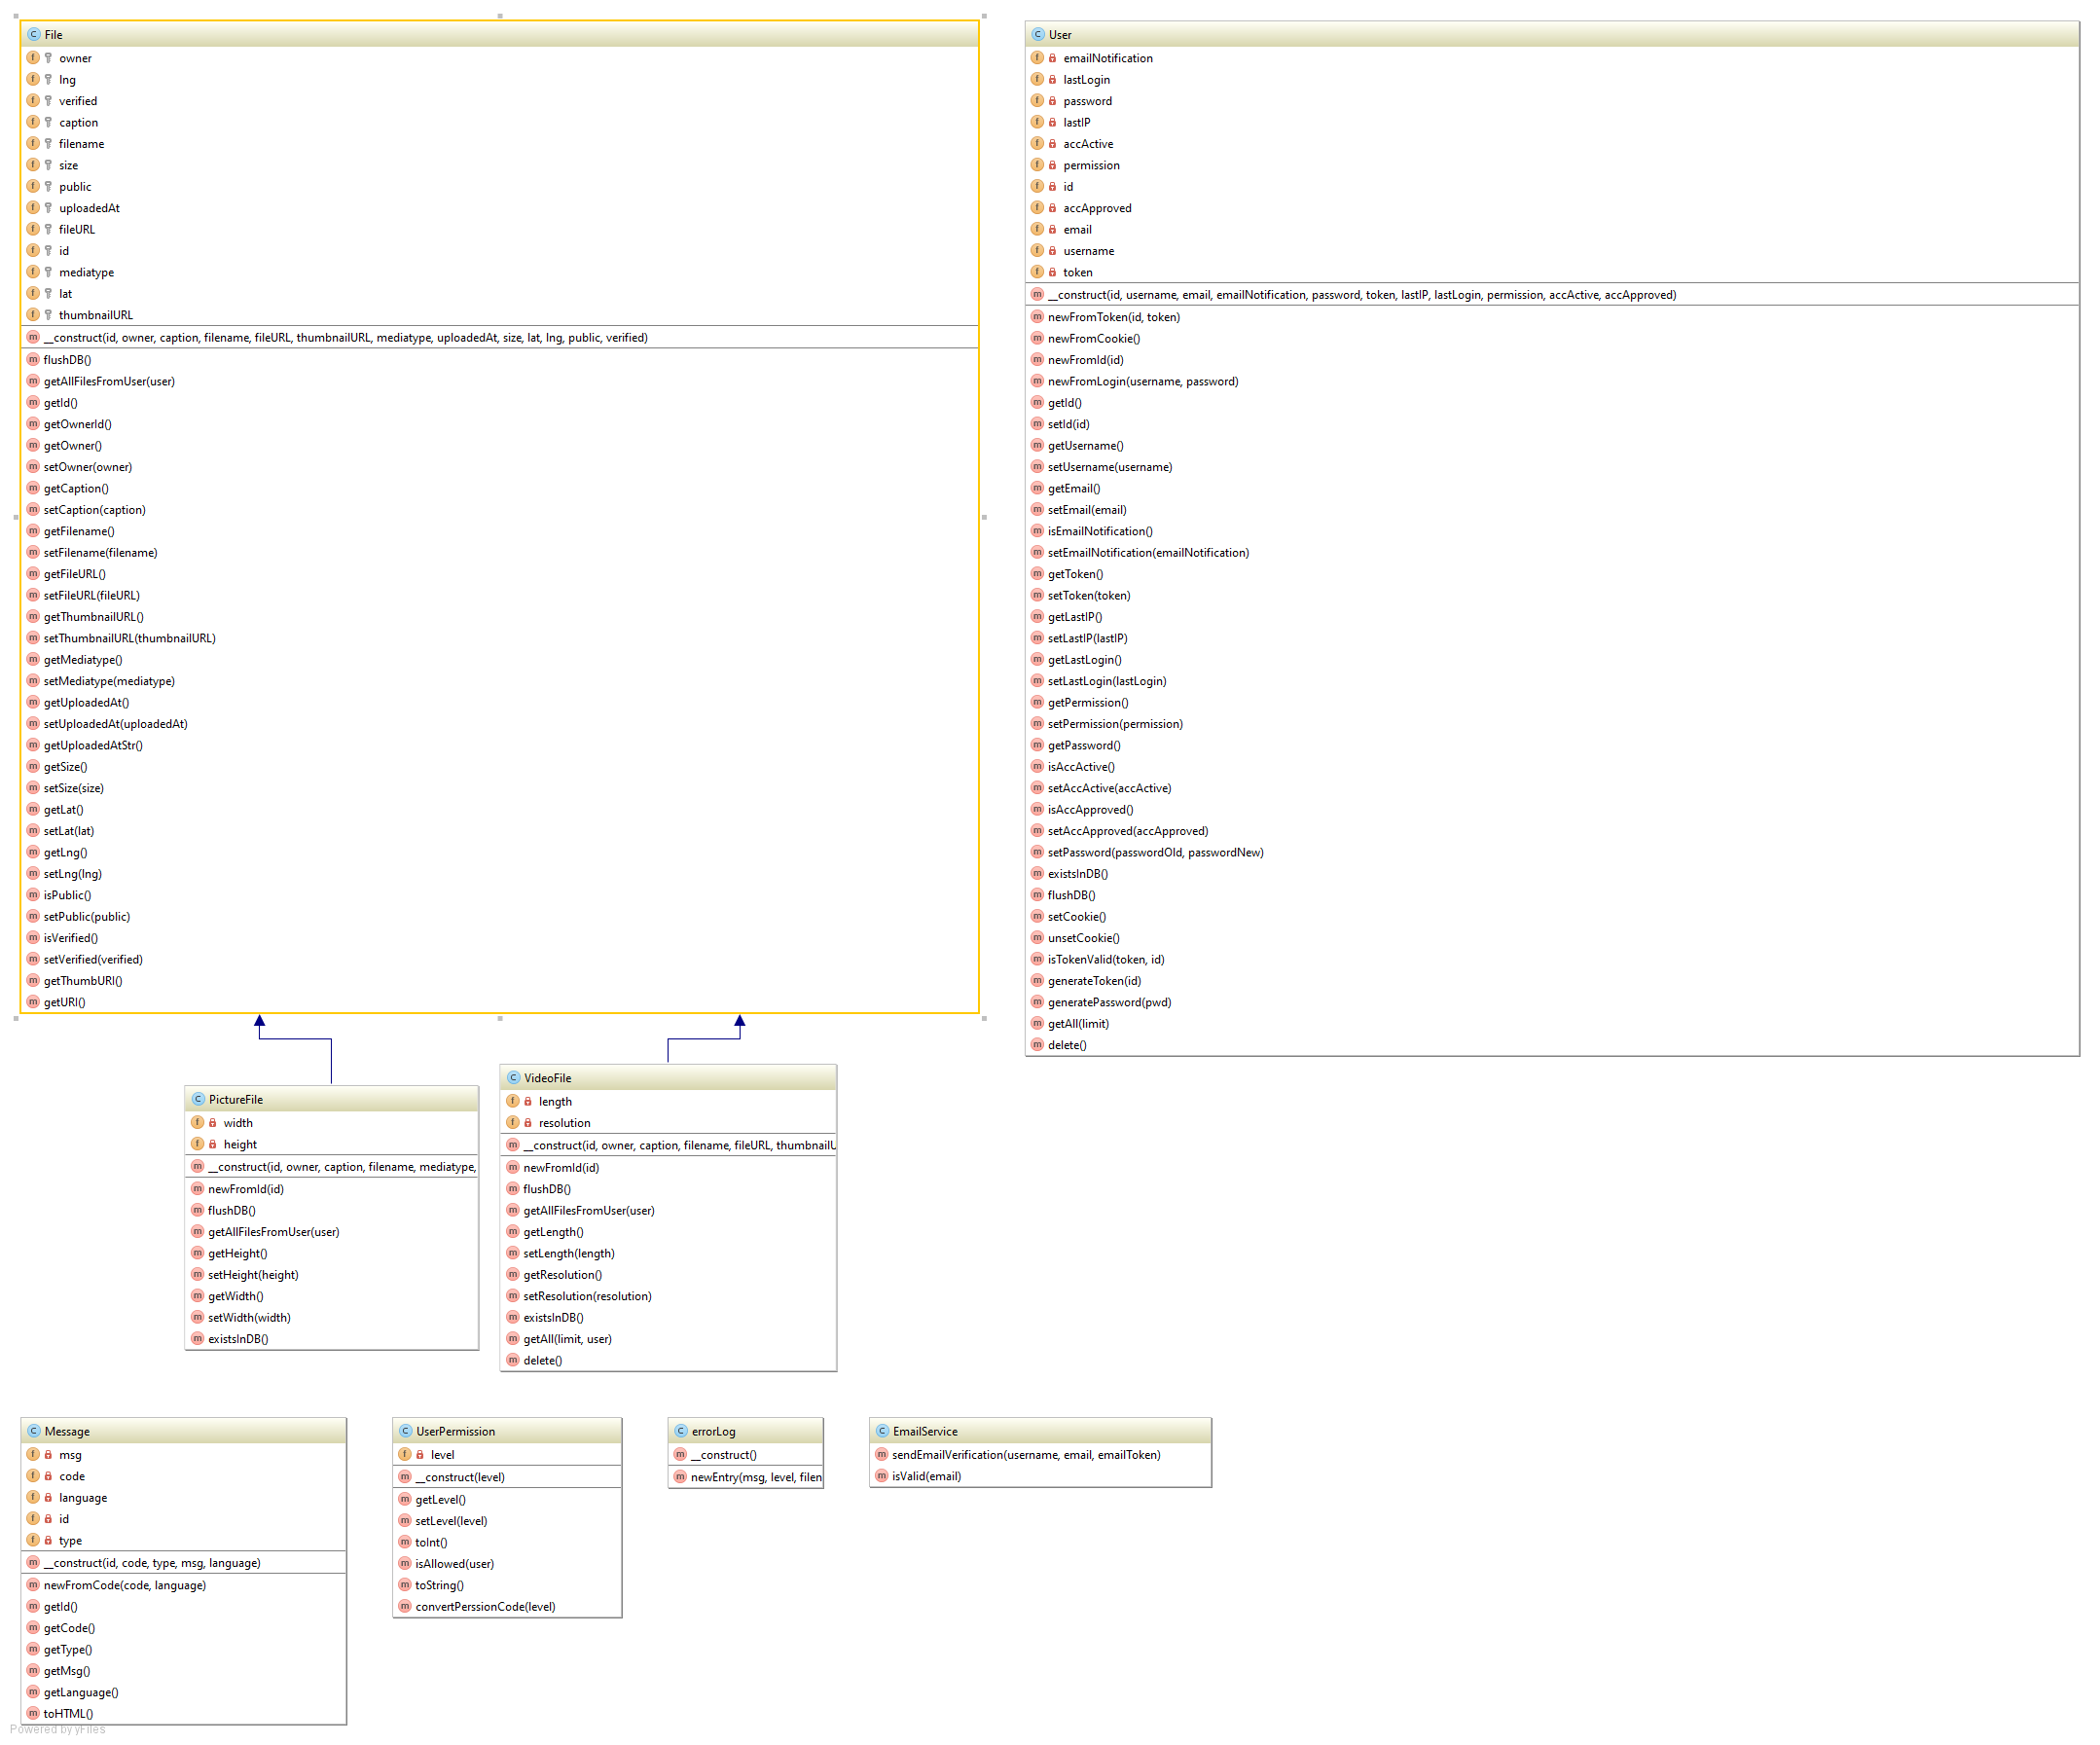 File
owner
lng
verified
caption
filename
size
public
uploadedAt
fileURL
id
mediatype
lat
thumbnailURL
__construct(id, owner, caption, filename, fileURL, thumbnailURL, mediatype, uploadedAt, size, lat, lng, public, verified)
flushDB()
getAllFilesFromUser(user)
getId()
getOwnerId()
getOwner()
setOwner(owner)
getCaption()
setCaption(caption)
getFilename()
setFilename(filename)
getFileURL()
setFileURL(fileURL)
getThumbnailURL()
setThumbnailURL(thumbnailURL)
getMediatype()
setMediatype(mediatype)
getUploadedAt()
setUploadedAt(uploadedAt)
getUploadedAtStr()
getSize()
setSize(size)
getLat()
setLat(lat)
getLng()
setLng(lng)
isPublic()
setPublic(public)
isVerified()
setVerified(verified)
getThumbURI()
getURI()
User
emailNotification
lastLogin
password
lastIP
accActive
permission
id
accApproved
email
username
token
__construct(id, username, email, emailNotification, password, token, lastIP, lastLogin, permission, accActive, accApproved)
newFromToken(id, token)
newFromCookie()
newFromId(id)
newFromLogin(username, password)
getId()
setId(id)
getUsername()
setUsername(username)
getEmail()
setEmail(email)
isEmailNotification()
setEmailNotification(emailNotification)
getToken()
setToken(token)
getLastIP()
setLastIP(lastIP)
getLastLogin()
setLastLogin(lastLogin)
getPermission()
setPermission(permission)
getPassword()
isAccActive()
setAccActive(accActive)
isAccApproved()
setAccApproved(accApproved)
setPassword(passwordOld, passwordNew)
existsInDB()
flushDB()
setCookie()
unsetCookie()
isTokenValid(token, id)
generateToken(id)
generatePassword(pwd)
getAll(limit)
delete()
PictureFile
width
height
__construct(id, owner, caption, filename, mediatype,
newFromId(id)
flushDB()
getAllFilesFromUser(user)
getHeight()
setHeight(height)
getWidth()
setWidth(width)
existsInDB()
VideoFile
length
resolution
__construct(id, owner, caption, filename, fileURL, thumbnailU
newFromId(id)
flushDB()
getAllFilesFromUser(user)
getLength()
setLength(length)
getResolution()
setResolution(resolution)
existsInDB()
getAll(limit, user)
delete()
Message
msg
code
language
id
type
__construct(id, code, type, msg, language)
newFromCode(code, language)
getId()
getCode()
getType()
getMsg()
getLanguage()
toHTML()
UserPermission
level
__construct(level)
getLevel()
setLevel(level)
toInt()
isAllowed(user)
toString()
convertPerssionCode(level)
errorLog
__construct()
newEntry(msg, level, filen
EmailService
sendEmailVerification(username, email, emailToken)
isValid(email)
Powered by yFiles